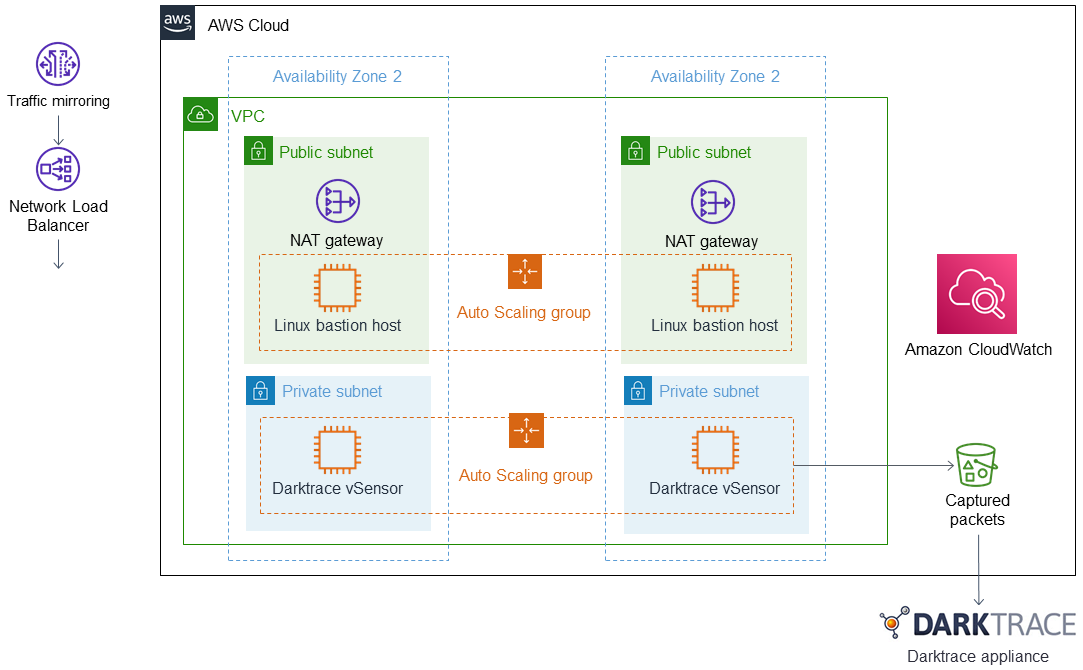 aws
AWS Cloud
Traffic mirroring
Network Load
Balancer
Availability Zone 2
Availability Zone 2
VPC
Public subnet
Public subnet
NAT gateway
NAT gateway
Linux bastion host
Auto Scaling group
Linux bastion host
Private subnet
Private subnet
Darktrace vSensor
Auto Scaling group
Darktrace vSensor
Amazon CloudWatch
Captured
packets
DARKTRACE
Darktrace appliance